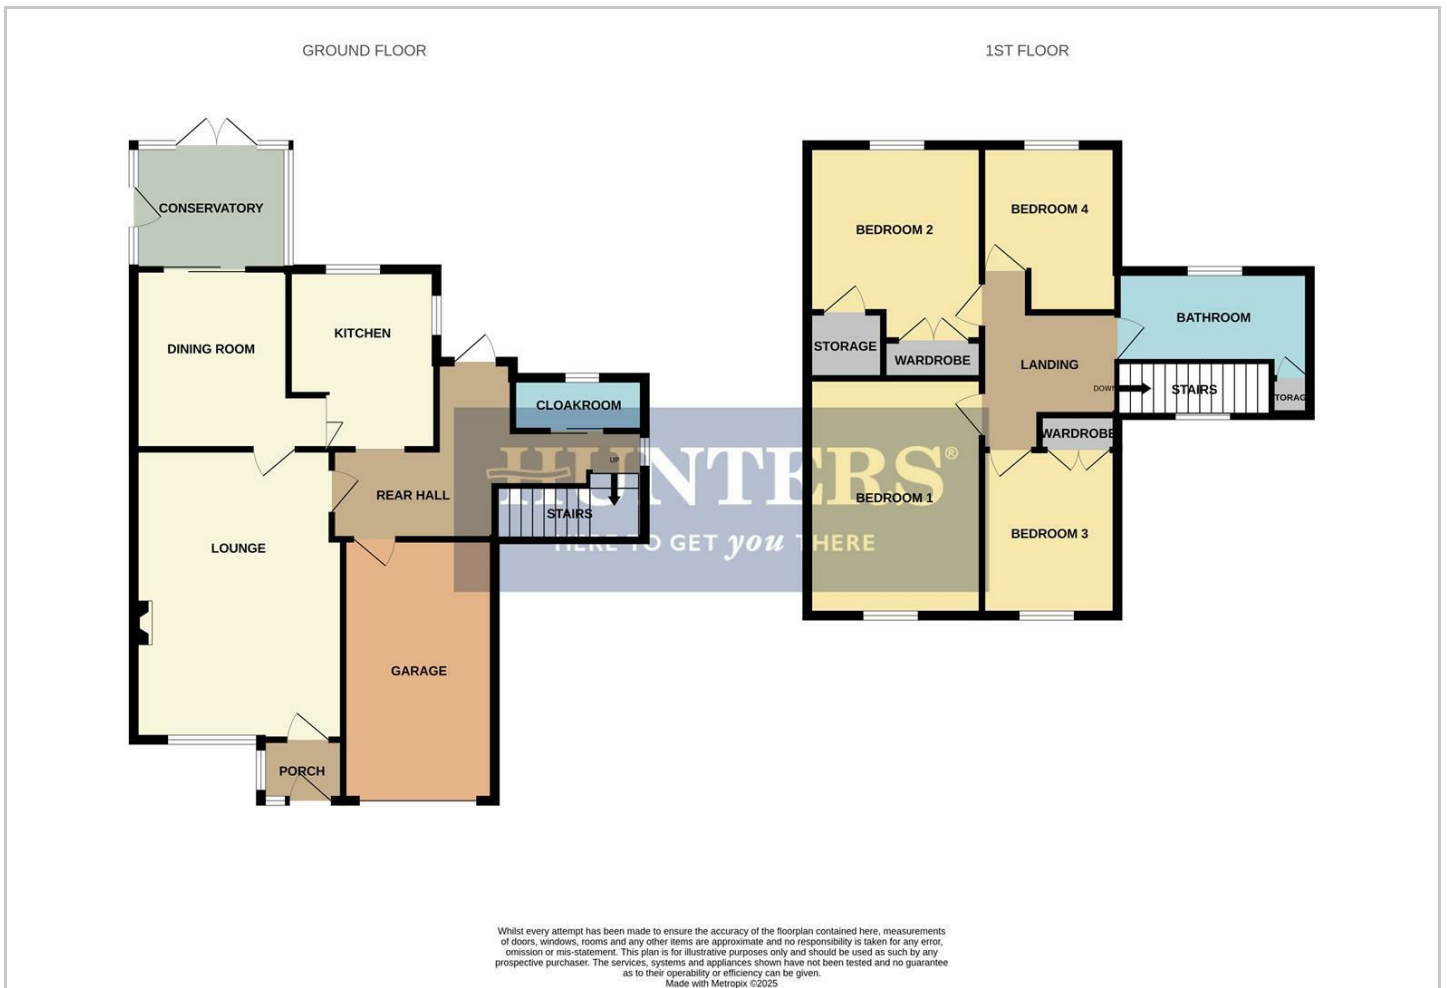 GROUND FLOOR
1ST FLOOR
CONSERVATORY
DINING ROOM
KITCHEN
CLOAKROOM
UP
REAR HALL
STAIRS
LOUNGE
GARAGE
PORCH
BEDROOM 2
BEDROOM 4
BATHROOM
STORAGE
WARDROBE
LANDING
DOWN
STAIRS
TORAG
WARDROBE
BEDROOM 1
BEDROOM 3
HUNTERS®
HERE TO GET you THERE
Whilst every attempt has been made to ensure the accuracy of the floorplan contained here, measurements
of doors, windows, rooms and any other items are approximate and no responsibility is taken for any error,
omission or mis-statement. This plan is for illustrative purposes only and should be used as such by any
prospective purchaser. The services, systems and appliances shown have not been tested and no guarantee
as to their operability or efficiency can be given.
Made with Metropix ©2025